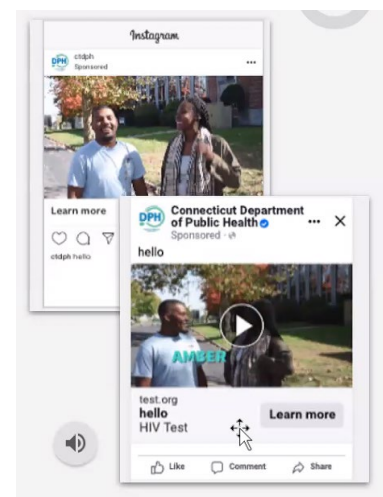 Instagram
DPH ctdph
Sponsored
Learn more
ctdph hello
DPH Connecticut Department
of Public Health
Sponsored
hello
AMBER
test.org
hello
HIV Test
Learn more
Like Comment Share